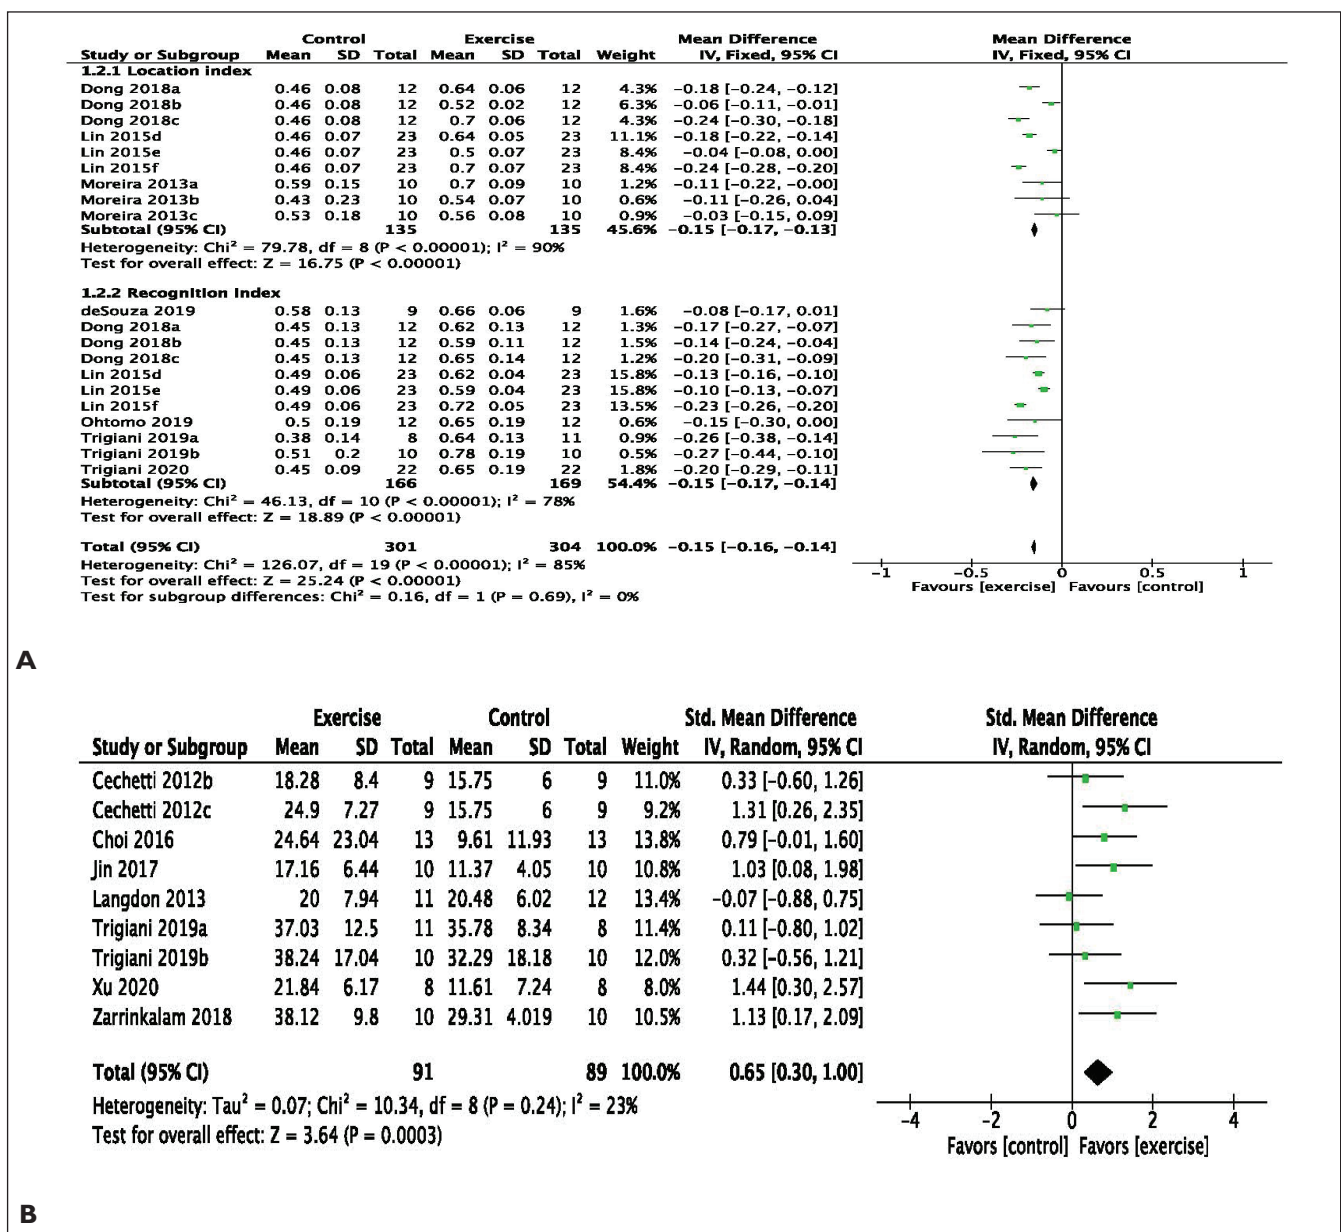 Control Exercise Mean Difference Mean Difference
Study or Subgroup Mean SD Total Mean SD Total Weight IV, Fixed, 95% CI IV, Fixed, 95% CI
1.2.1 Location index
Dong 2018a 0.46 0.08 12 0.64 0.06 12 4.3% −0.18 [−0.24, −0.12]
Dong 2018b 0.46 0.08 12 0.52 0.02 12 6.3% −0.06 [−0.11, −0.01]
Dong 2018c 0.46 0.08 12 0.7 0.06 12 4.3% −0.24 [−0.30, −0.18]
Lin 2015d 0.46 0.07 23 0.64 0.05 23 11.1% −0.18 [−0.22, −0.14]
Lin 2015e 0.46 0.07 23 0.5 0.07 23 8.4% −0.04 [−0.08, 0.00]
Lin 2015f 0.46 0.07 23 0.7 0.07 23 8.4% −0.24 [−0.28, −0.20]
Moreira 2013a 0.59 0.15 10 0.7 0.09 10 1.2% −0.11 [−0.22, −0.00]
Moreira 2013b 0.43 0.23 10 0.54 0.07 10 0.6% −0.11 [−0.26, 0.04]
Moreira 2013c 0.53 0.18 10 0.56 0.08 10 0.9% −0.03 [−0.15, 0.09]
Subtotal (95% CI) 135 135 45.6% −0.15 [−0.17, −0.13]
Heterogeneity: Chi² = 79.78, df = 8 (P < 0.00001); I² = 90%
Test for overall effect: Z = 16.75 (P < 0.00001)
1.2.2 Recognition Index
deSouza 2019 0.58 0.13 9 0.66 0.06 9 1.6% −0.08 [−0.17, 0.01]
Dong 2018a 0.45 0.13 12 0.62 0.13 12 1.3% −0.17 [−0.27, −0.07]
Dong 2018b 0.45 0.13 12 0.59 0.11 12 1.5% −0.14 [−0.24, −0.04]
Dong 2018c 0.45 0.13 12 0.65 0.14 12 1.2% −0.20 [−0.31, −0.09]
Lin 2015d 0.49 0.06 23 0.62 0.04 23 15.8% −0.13 [−0.16, −0.10]
Lin 2015e 0.49 0.06 23 0.59 0.04 23 15.8% −0.10 [−0.13, −0.07]
Lin 2015f 0.49 0.06 23 0.72 0.05 23 13.5% −0.23 [−0.26, −0.20]
Ohtomo 2019 0.5 0.19 12 0.65 0.19 12 0.6% −0.15 [−0.30, 0.00]
Trigiani 2019a 0.38 0.14 8 0.64 0.13 11 0.9% −0.26 [−0.38, −0.14]
Trigiani 2019b 0.51 0.2 10 0.78 0.19 10 0.5% −0.27 [−0.44, −0.10]
Trigiani 2020 0.45 0.09 22 0.65 0.19 22 1.8% −0.20 [−0.29, −0.11]
Subtotal (95% CI) 166 169 54.4% −0.15 [−0.17, −0.14]
Heterogeneity: Chi² = 46.13, df = 10 (P < 0.00001); I² = 78%
Test for overall effect: Z = 18.89 (P < 0.00001)
Total (95% CI) 301 304 100.0% −0.15 [−0.16, −0.14]
Heterogeneity: Chi² = 126.07, df = 19 (P < 0.00001); I² = 85%
Test for overall effect: Z = 25.24 (P < 0.00001)
Test for subgroup differences: Chi² = 0.16, df = 1 (P = 0.69), I² = 0%
−1 −0.5 0 0.5 1
Favours [exercise] Favours [control]
A
Exercise Control Std. Mean Difference Std. Mean Difference
Study or Subgroup Mean SD Total Mean SD Total Weight IV, Random, 95% CI IV, Random, 95% CI
Cechetti 2012b 18.28 8.4 9 15.75 6 9 11.0% 0.33 [−0.60, 1.26]
Cechetti 2012c 24.9 7.27 9 15.75 6 9 9.2% 1.31 [0.26, 2.35]
Choi 2016 24.64 23.04 13 9.61 11.93 13 13.8% 0.79 [−0.01, 1.60]
Jin 2017 17.16 6.44 10 11.37 4.05 10 10.8% 1.03 [0.08, 1.98]
Langdon 2013 20 7.94 11 20.48 6.02 12 13.4% −0.07 [−0.88, 0.75]
Trigiani 2019a 37.03 12.5 11 35.78 8.34 8 11.4% 0.11 [−0.80, 1.02]
Trigiani 2019b 38.24 17.04 10 32.29 18.18 10 12.0% 0.32 [−0.56, 1.21]
Xu 2020 21.84 6.17 8 11.61 7.24 8 8.0% 1.44 [0.30, 2.57]
Zarrinkalam 2018 38.12 9.8 10 29.31 4.019 10 10.5% 1.13 [0.17, 2.09]
Total (95% CI) 91 89 100.0% 0.65 [0.30, 1.00]
Heterogeneity: Tau² = 0.07; Chi² = 10.34, df = 8 (P = 0.24); I² = 23%
Test for overall effect: Z = 3.64 (P = 0.0003)
−4 −2 0 2 4
Favors [control] Favors [exercise]
B